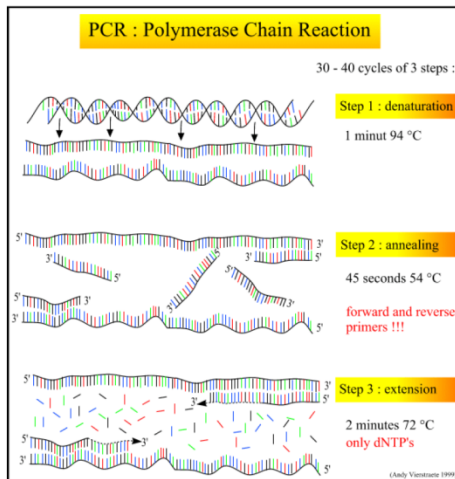 PCR : Polymerase Chain Reaction
30 - 40 cycles of 3 steps :
Step 1 : denaturation
1 minut 94 °C
5'
3'
Step 2 : annealing
3'
5'
5'
3'
5'
45 seconds 54 °C
5'
3'
3'
3'
5'
forward and reverse
primers !!!
5'
3'
Step 3 : extension
3'
5'
2 minutes 72 °C
only dNTP's
5'
3'
3'
5'
(Andy Vierstraete 1999)